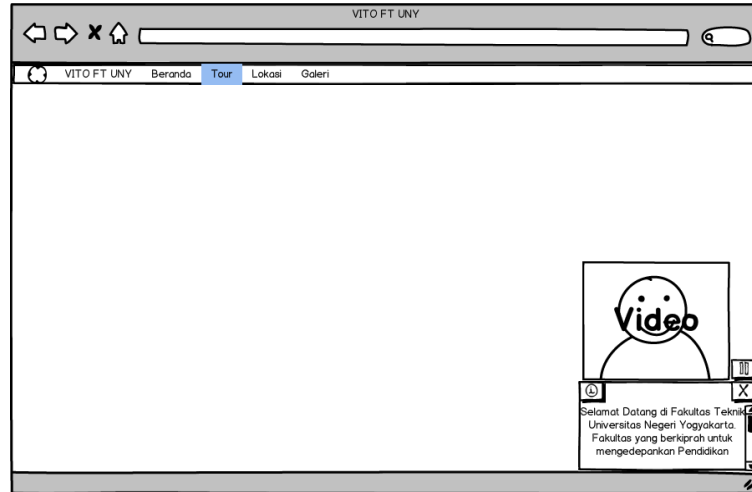 VITO FT UNY
VITO FT UNY Beranda Tour Lokasi Galeri
Video
Selamat Datang di Fakultas Teknik
Universitas Negeri Yogyakarta.
Fakultas yang berkiprah untuk
mengedepankan Pendidikan